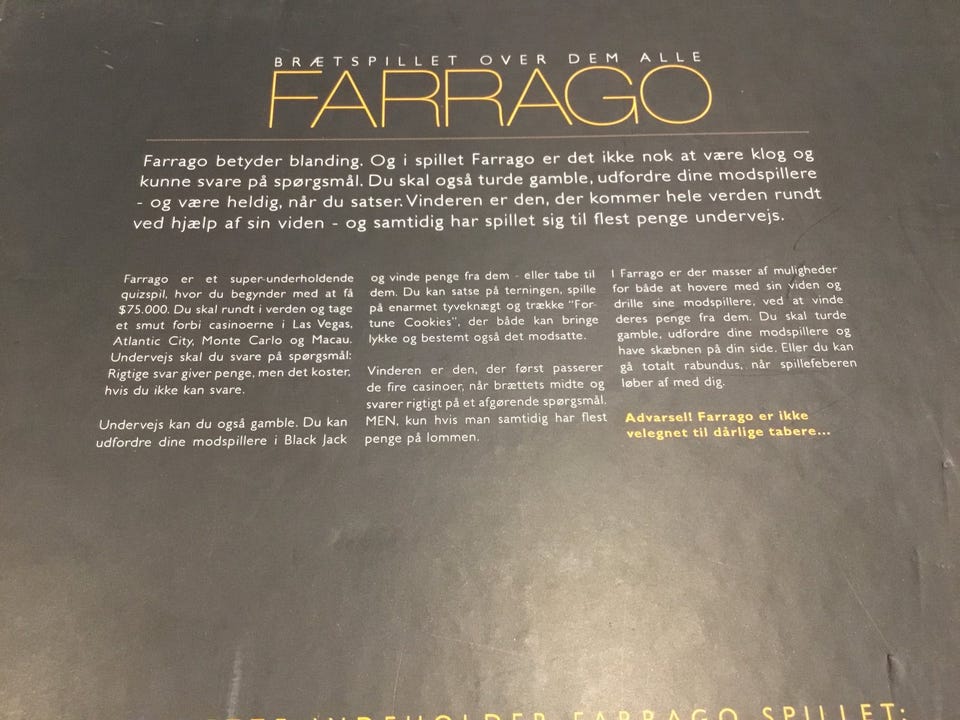 BRÆTSPILLET OVER DEM ALLE
FARRAGO
Farrago betyder blanding. Og i spillet Farrago er det ikke nok at være klog og
kunne svare på spørgsmål. Du skal også turde gamble, udfordre dine modspillere
- og være heldig, når du satser. Vinderen er den, der kommer hele verden rundt
ved hjælp af sin viden - og samtidig har spillet sig til flest penge undervejs.
Farrago er et super-underholdende
quizspil, hvor du begynder med at få
$75.000. Du skal rundt i verden og tage
et smut forbi casinoerne i Las Vegas,
Atlantic City, Monte Carlo og Macau.
Undervejs skal du svare på spørgsmål:
Rigtige svar giver penge, men det koster,
hvis du ikke kan svare.
Undervejs kan du også gamble. Du kan
udfordre dine modspillere i Black Jack
og vinde penge fra dem - eller tabe til
dem. Du kan satse på terningen, spille
på enarmet tyveknægt og trække "For-
tune Cookies", der både kan bringe
lykke og bestemt også det modsatte.
Vinderen er den, der først passerer
de fire casinoer, når brættets midte og
svarer rigtigt på et afgørende spørgsmål.
MEN, kun hvis man samtidig har flest
penge på lommen.
I Farrago er der masser af muligheder
for både at hovere med sin viden og
drille sine modspillere, ved at vinde
deres penge fra dem. Du skal turde
gamble, udfordre dine modspillere og
have skæbnen på din side. Eller du kan
gå totalt rabundus, når spillefeberen
løber af med dig.
Advarsel! Farrago er ikke
velegnet til dårlige tabere...
INDEHOLDER FARRAGO SPILLET: